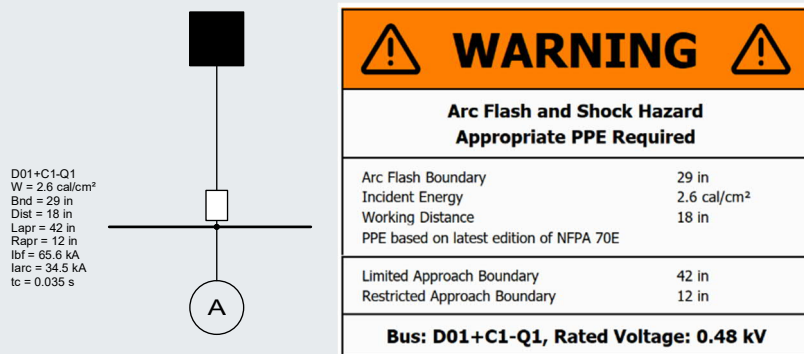 D01+C1-Q1
W = 2.6 cal/cm²
Bnd = 29 in
Dist = 18 in
Lapr = 42 in
Rapr = 12 in
Ibf = 65.6 kA
Iarc = 34.5 kA
tc = 0.035 s
A
WARNING
Arc Flash and Shock Hazard
Appropriate PPE Required
Arc Flash Boundary 29 in
Incident Energy 2.6 cal/cm²
Working Distance 18 in
PPE based on latest edition of NFPA 70E
Limited Approach Boundary 42 in
Restricted Approach Boundary 12 in
Bus: D01+C1-Q1, Rated Voltage: 0.48 kV